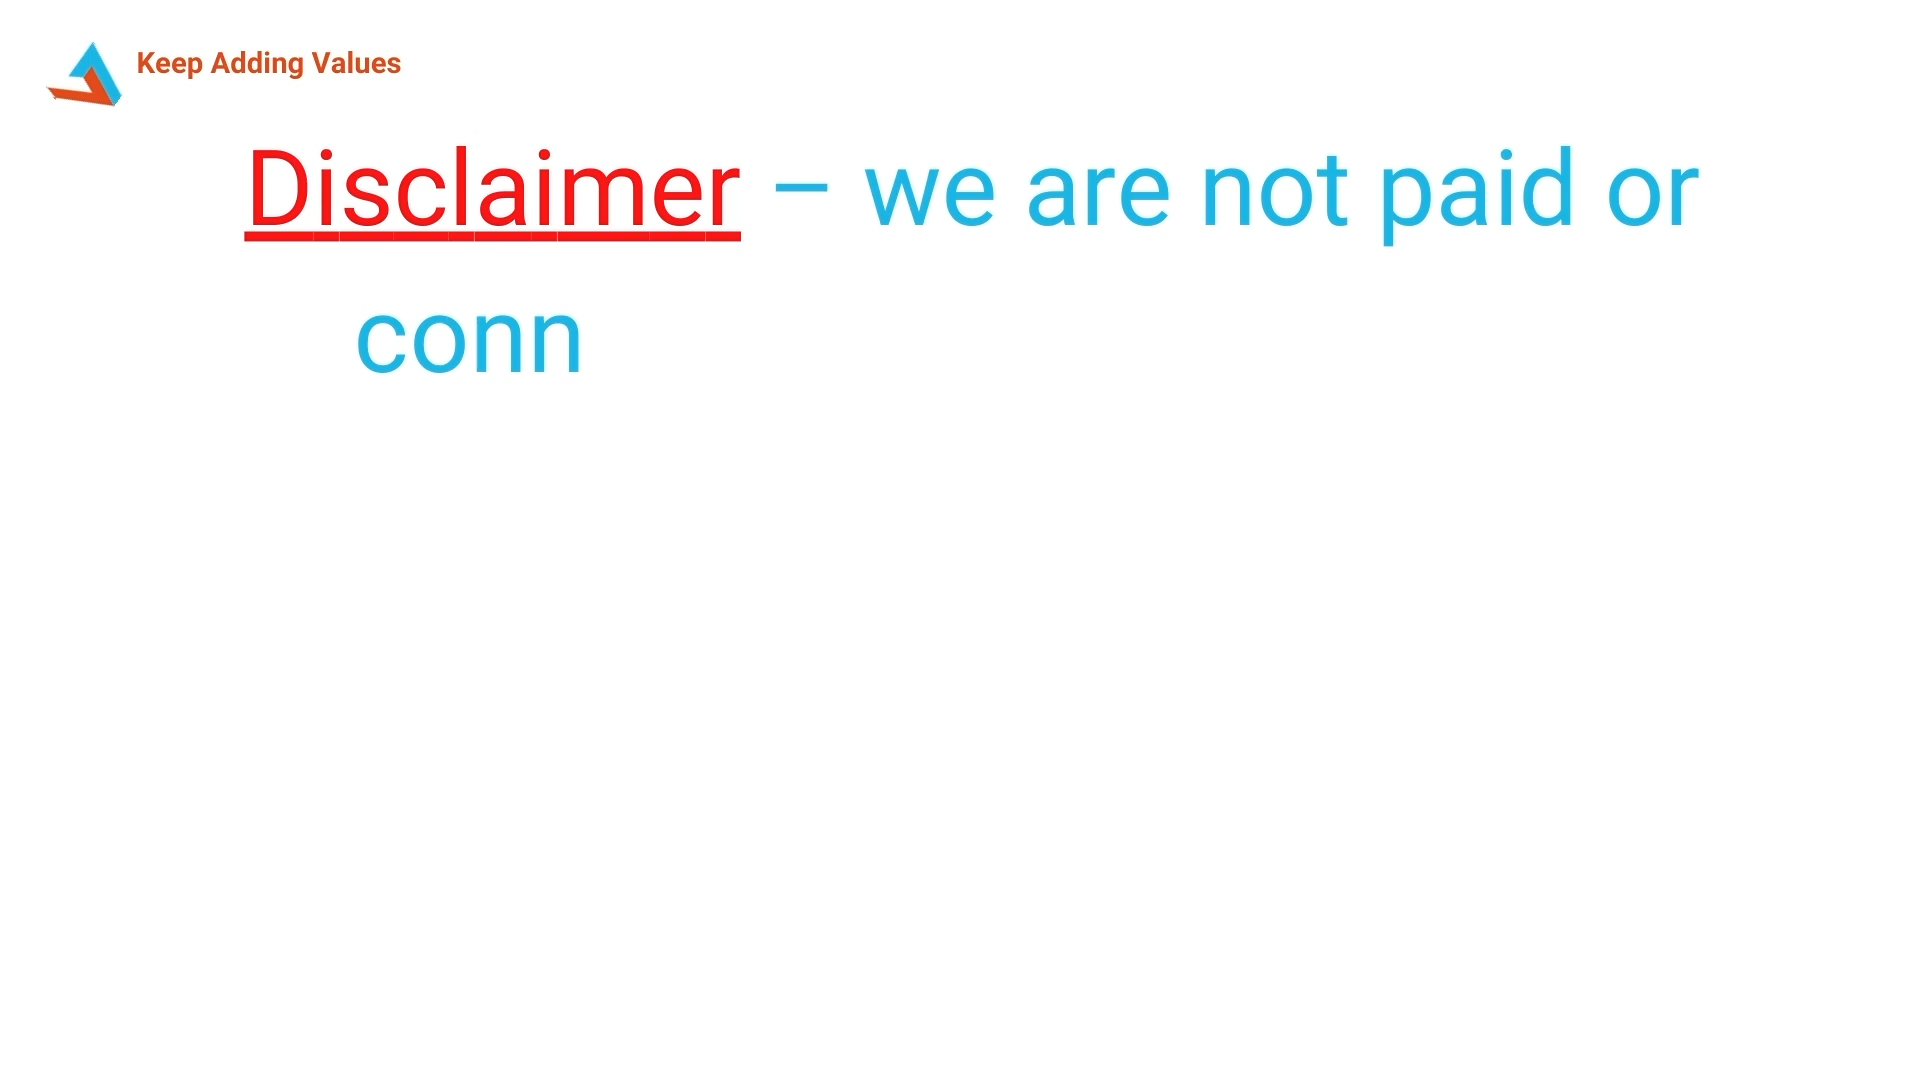 Keep Adding Values
Disclaimer – we are not paid or
conn